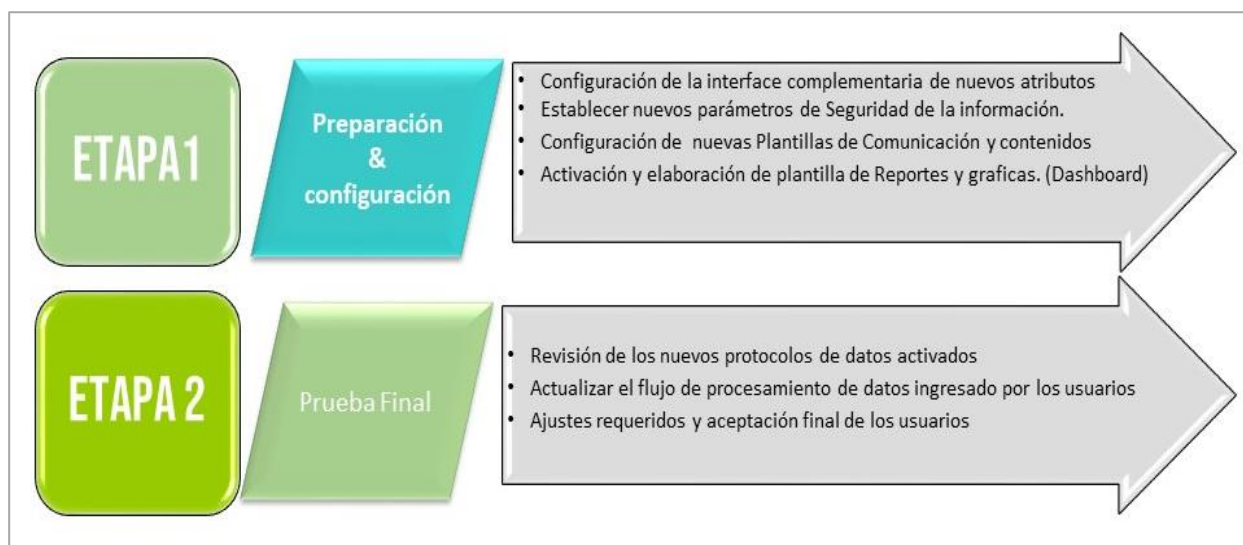 ETAPA1
Preparación
&
configuración
• Configuración de la interface complementaria de nuevos atributos
• Establecer nuevos parámetros de Seguridad de la información.
• Configuración de nuevas Plantillas de Comunicación y contenidos
• Activación y elaboración de plantilla de Reportes y graficas. (Dashboard)
ETAPA 2
Prueba Final
• Revisión de los nuevos protocolos de datos activados
• Actualizar el flujo de procesamiento de datos ingresado por los usuarios
• Ajustes requeridos y aceptación final de los usuarios